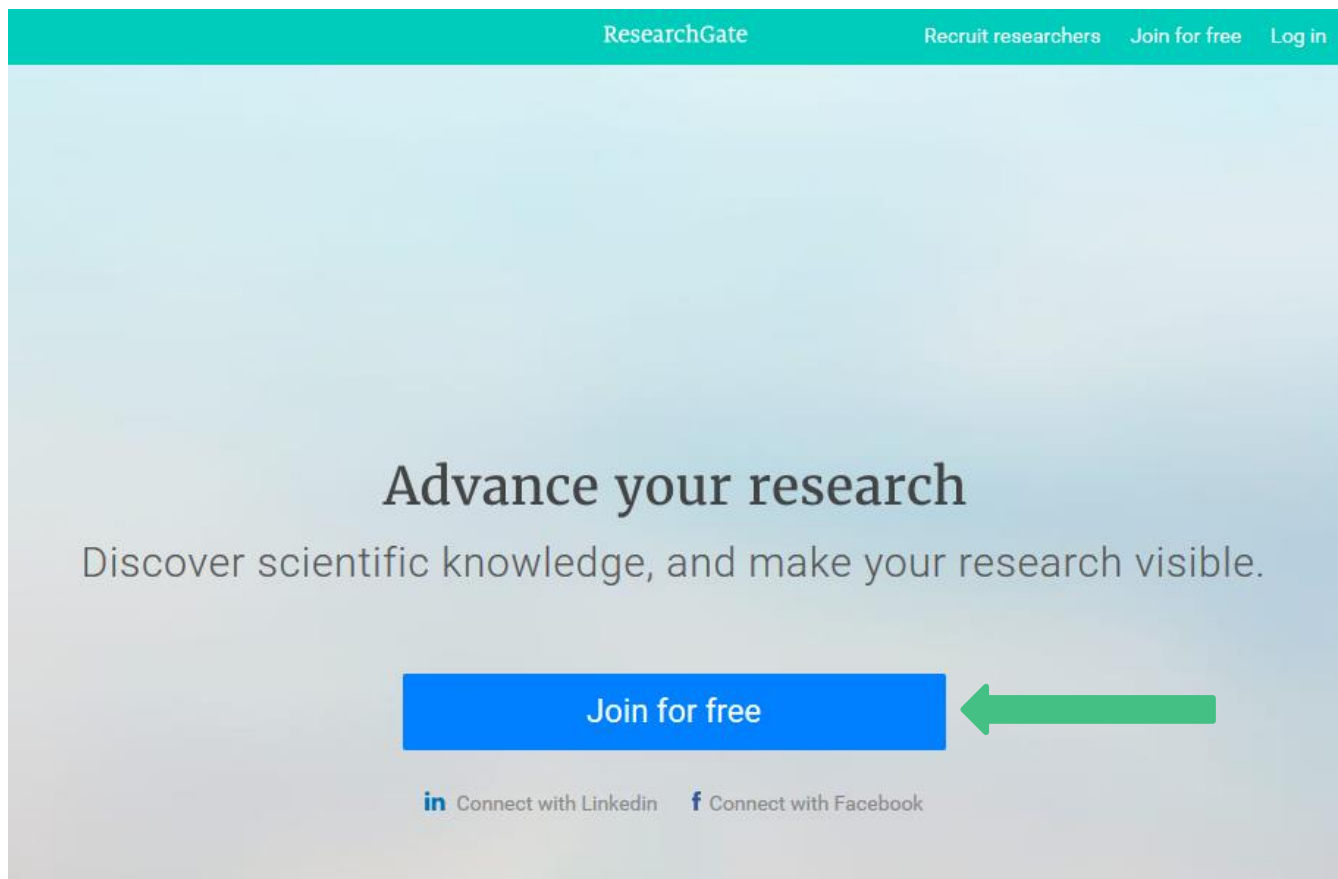 ResearchGate Recruit researchers Join for free Log in
Advance your research
Discover scientific knowledge, and make your research visible.
Join for free
in Connect with Linkedin f Connect with Facebook